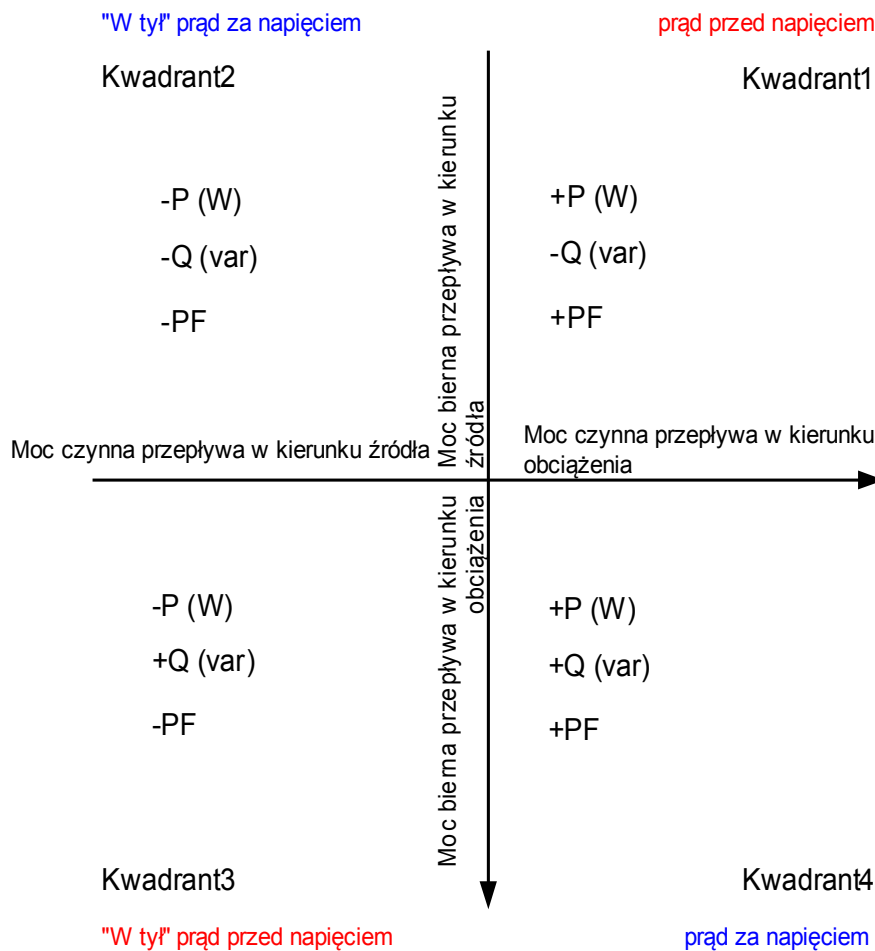 "W tył" prąd za napięciem
prąd przed napięciem
Kwadrant2
Kwadrant1
-P (W)
-Q (var)
-PF
+P (W)
-Q (var)
+PF
Moc bierna przepływa w kierunku
źródła
Moc czynna przepływa w kierunku źródła
Moc czynna przepływa w kierunku
obciążenia
Moc bierna przepływa w kierunku
obciążenia
-P (W)
+Q (var)
-PF
+P (W)
+Q (var)
+PF
Kwadrant3
Kwadrant4
"W tył" prąd przed napięciem
prąd za napięciem